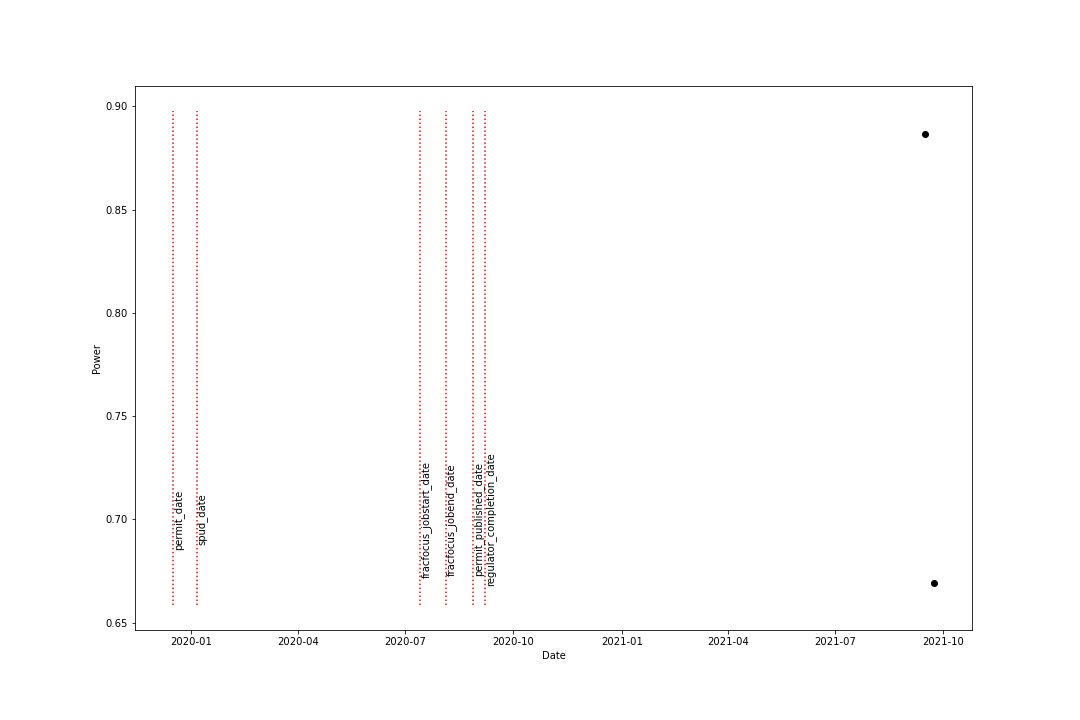 0.90
0.85
0.80
0.75
0.70
0.65
Power
permit_date
spud_date
fracfocus_jobstart_date
fracfocus_jobend_date
permit_published_date
regulator_completion_date
2020-01
2020-04
2020-07
2020-10
2021-01
2021-04
2021-07
2021-10
Date